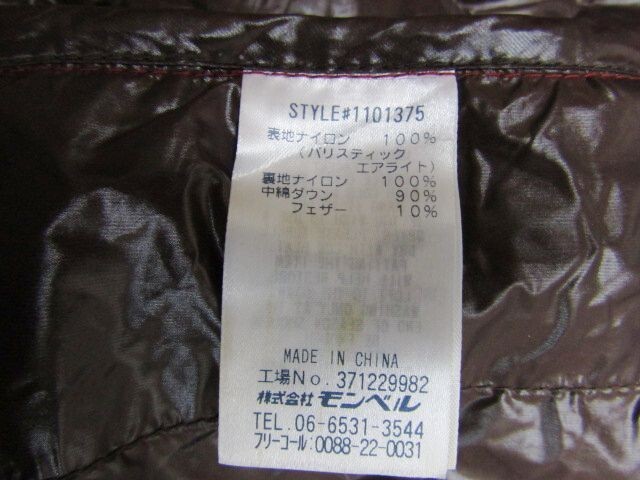 STYLE#1101375
表地ナイロン 100%
(バリスティック
エアライト)
裏地ナイロン 100%
中綿ダウン 90%
フェザー 10%
MADE IN CHINA
工場No.371229982
株式会社 モンベル
TEL.06-6531-3544
フリーコール:0088-22-0031